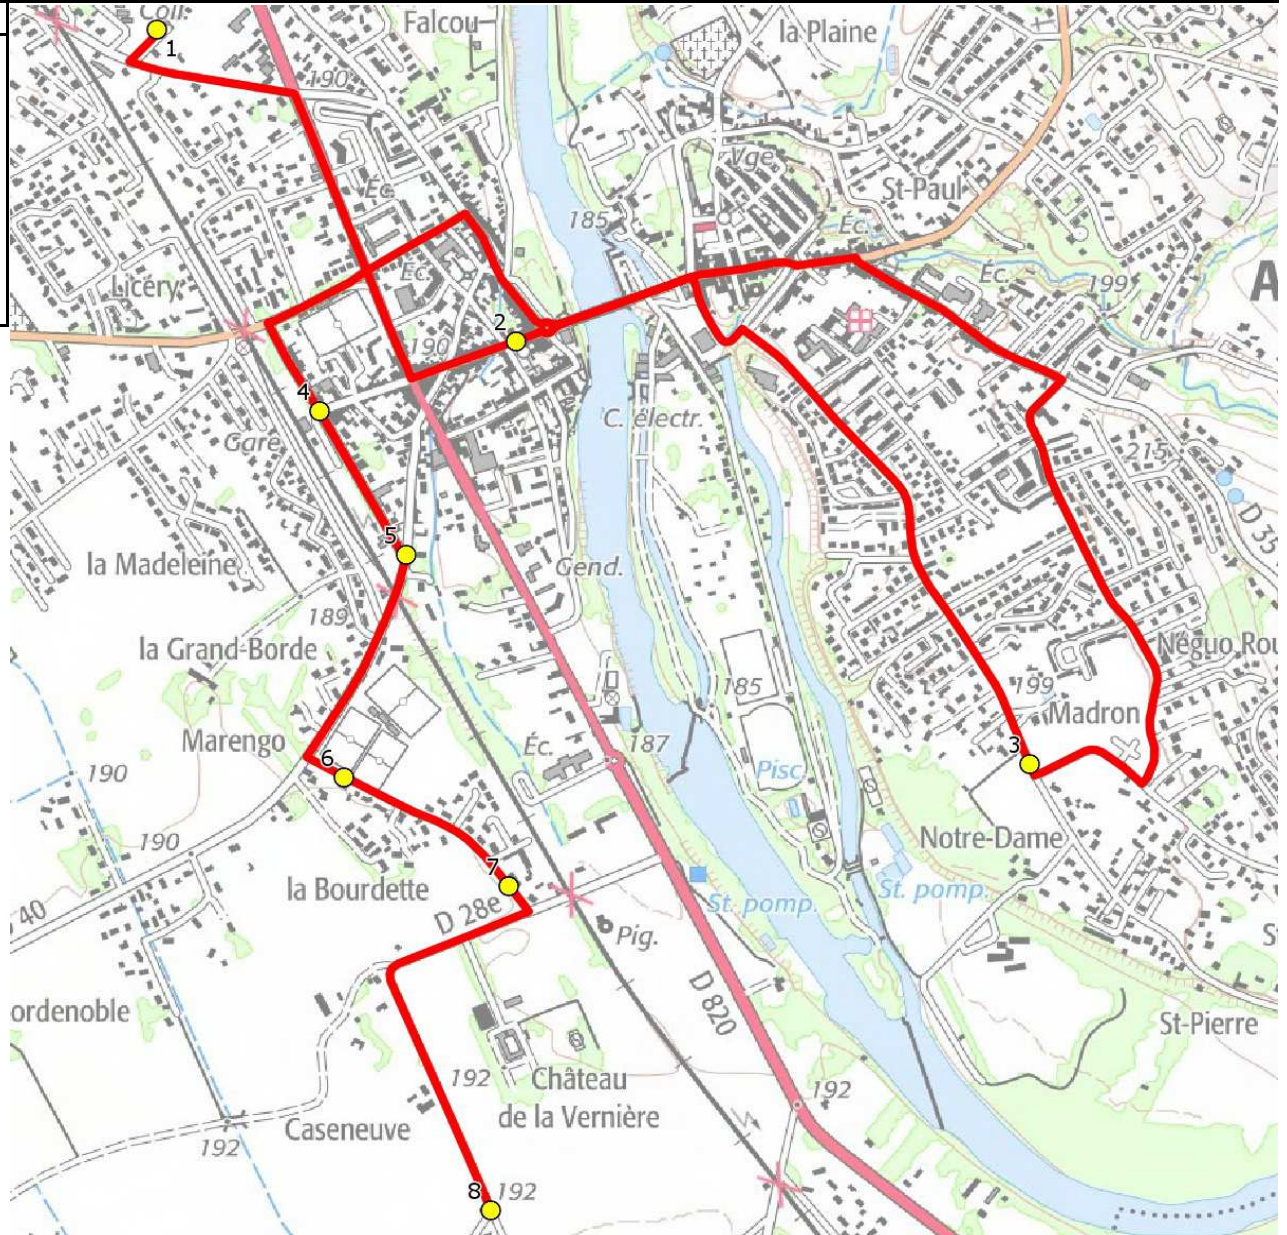 Coll.
1
Falcou
la Plaine
190
Vge
Éc.
St-Paul
185
Éc.
Éc.
Éc.
199
A
Licéry
2
190
4
C. électr.
Gare
215
D 35
5
la Madeleine
Gend.
189
la Grand-Borde
Néguo Rou
199
185
Madron
Marengo
Éc.
187
3
6
Pisc.
190
190
Notre-Dame
7
la Bourdette
D 28e
St. pomp.
St. pomp.
40
Pig.
S
D 820
ordenoble
St-Pierre
192
Château
de la Vernière
192
Caseneuve
192
8
192